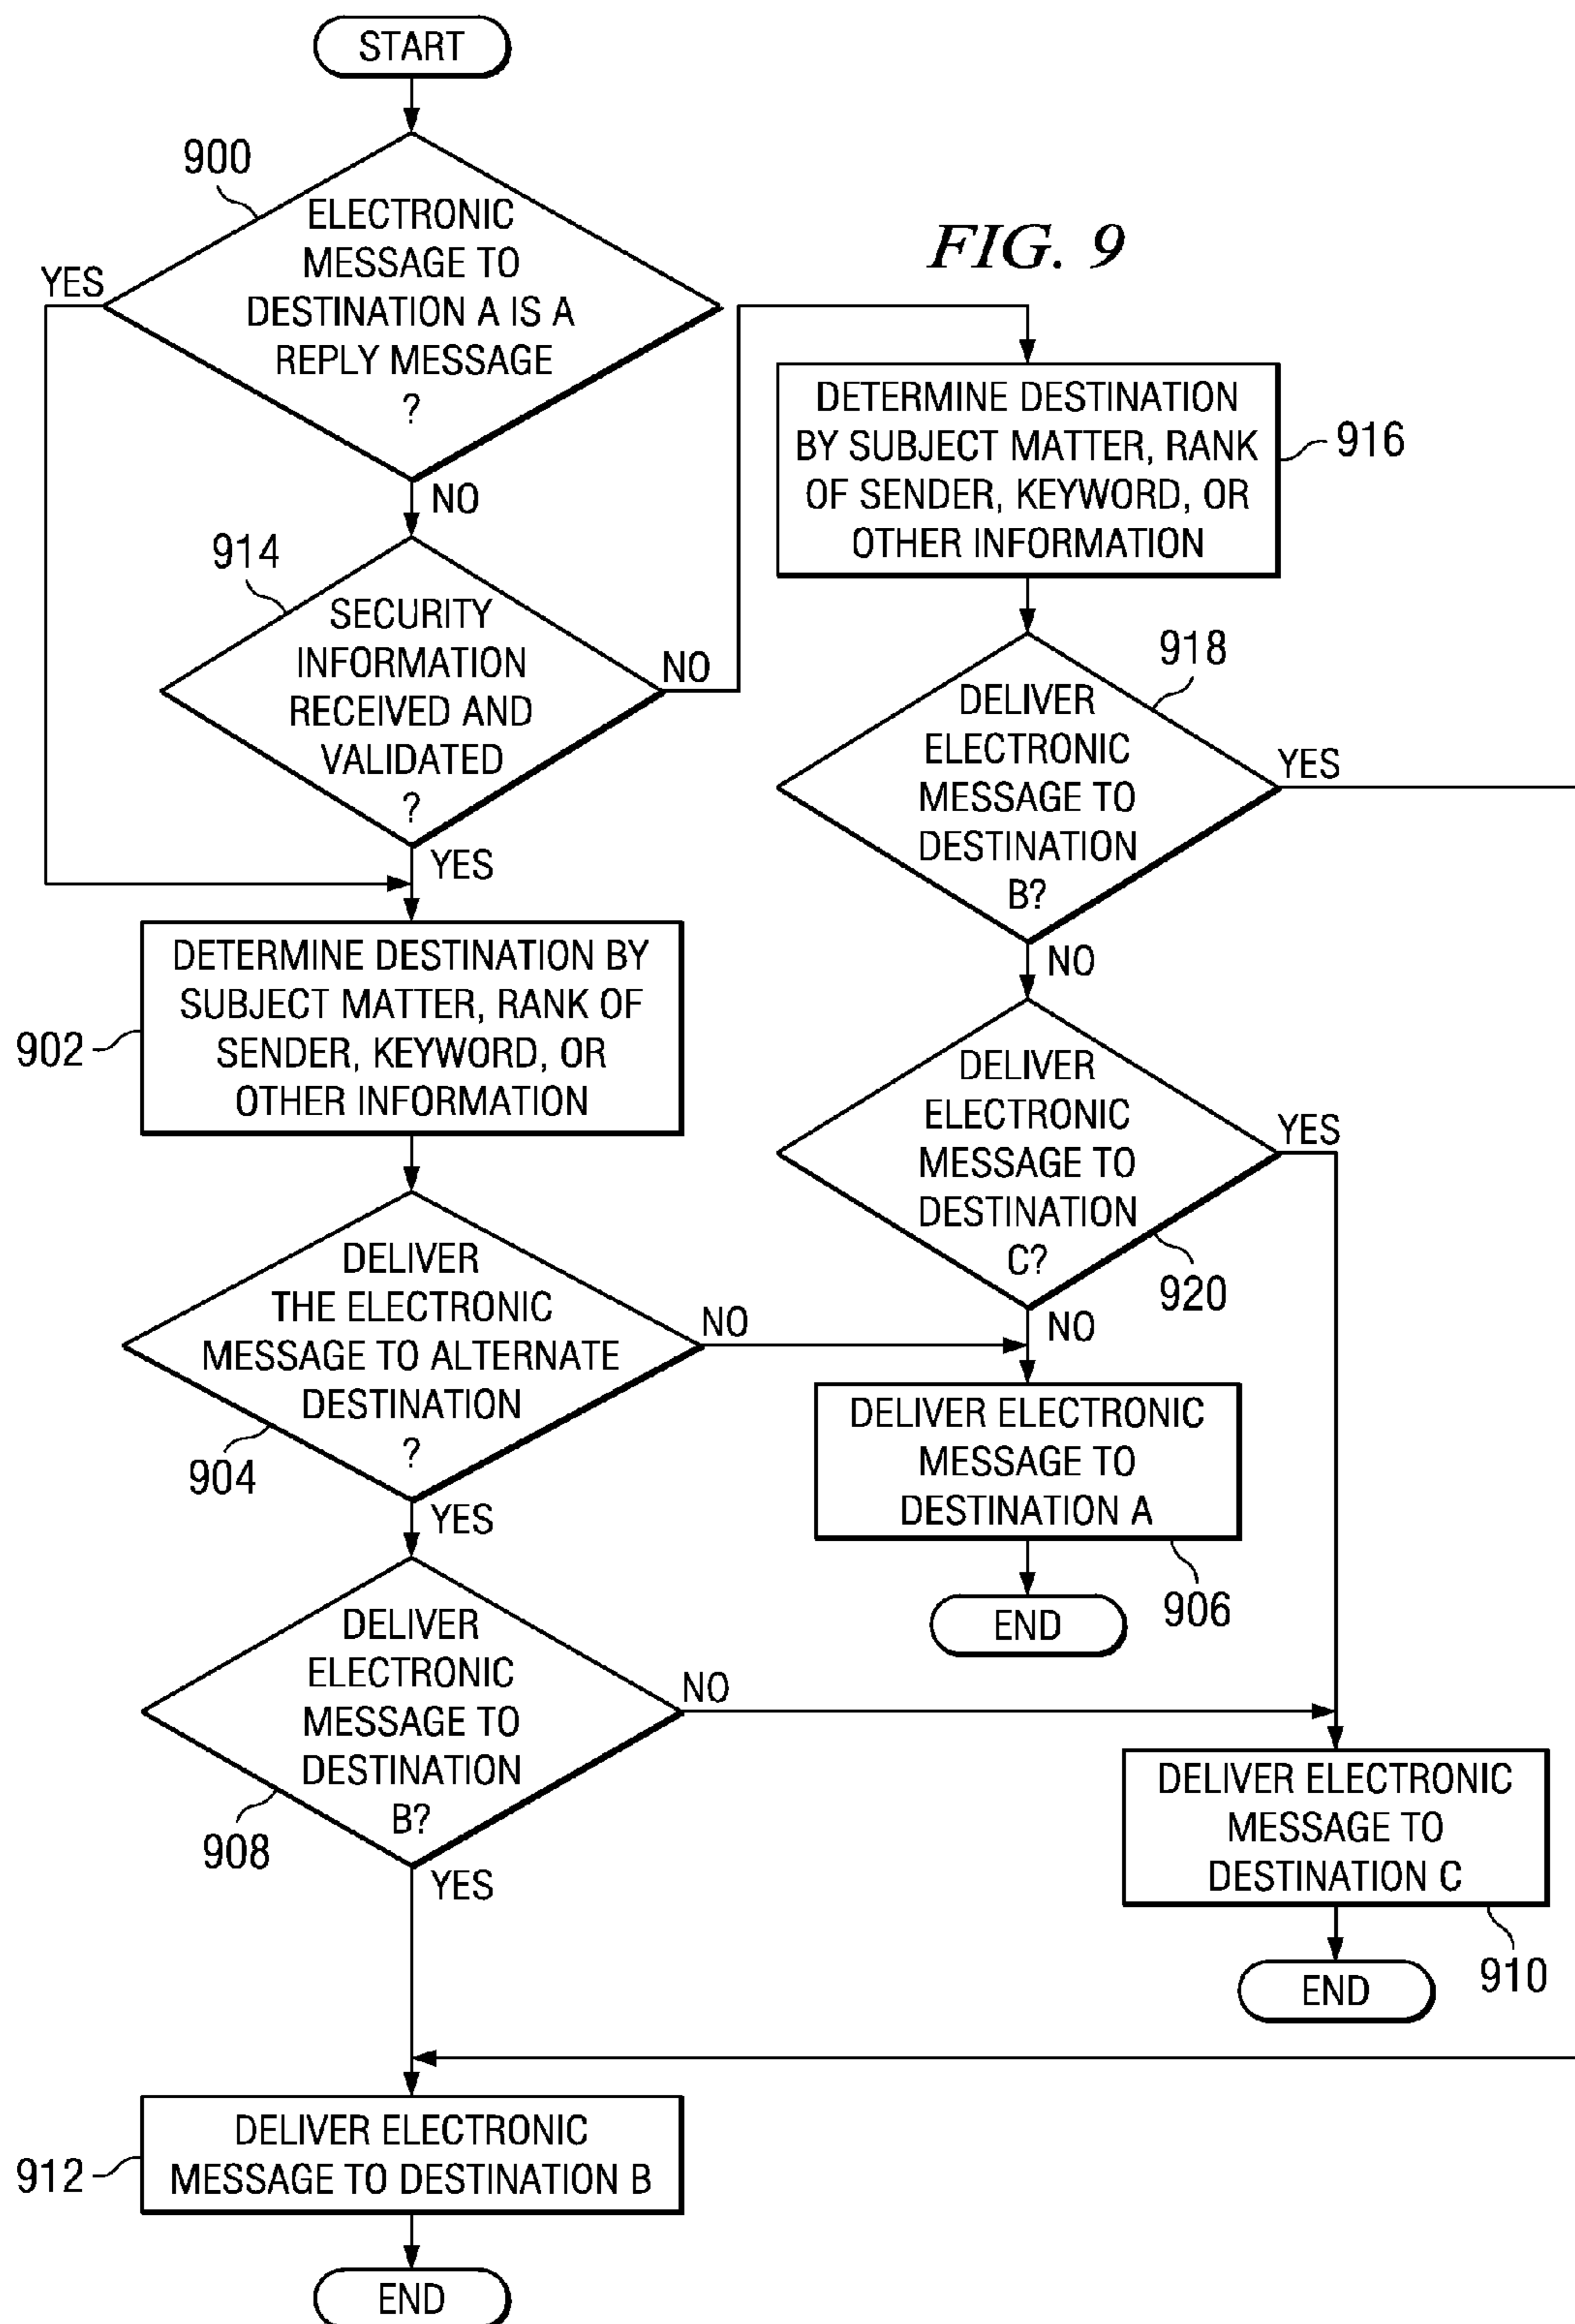 START
900
ELECTRONIC
MESSAGE TO
DESTINATION A IS A
REPLY MESSAGE
?
YES
NO
FIG. 9
914
SECURITY
INFORMATION
RECEIVED AND
VALIDATED
?
NO
YES
902
DETERMINE DESTINATION BY
SUBJECT MATTER, RANK OF
SENDER, KEYWORD, OR
OTHER INFORMATION
DELIVER
THE ELECTRONIC
MESSAGE TO ALTERNATE
DESTINATION
?
904
NO
YES
DELIVER
ELECTRONIC
MESSAGE TO
DESTINATION
B?
908
NO
YES
912
DELIVER ELECTRONIC
MESSAGE TO DESTINATION B
END
DETERMINE DESTINATION
BY SUBJECT MATTER, RANK
OF SENDER, KEYWORD, OR
OTHER INFORMATION
916
918
DELIVER
ELECTRONIC
MESSAGE TO
DESTINATION
B?
YES
NO
DELIVER
ELECTRONIC
MESSAGE TO
DESTINATION
C?
920
YES
NO
DELIVER ELECTRONIC
MESSAGE TO
DESTINATION A
906
END
DELIVER ELECTRONIC
MESSAGE TO
DESTINATION C
910
END